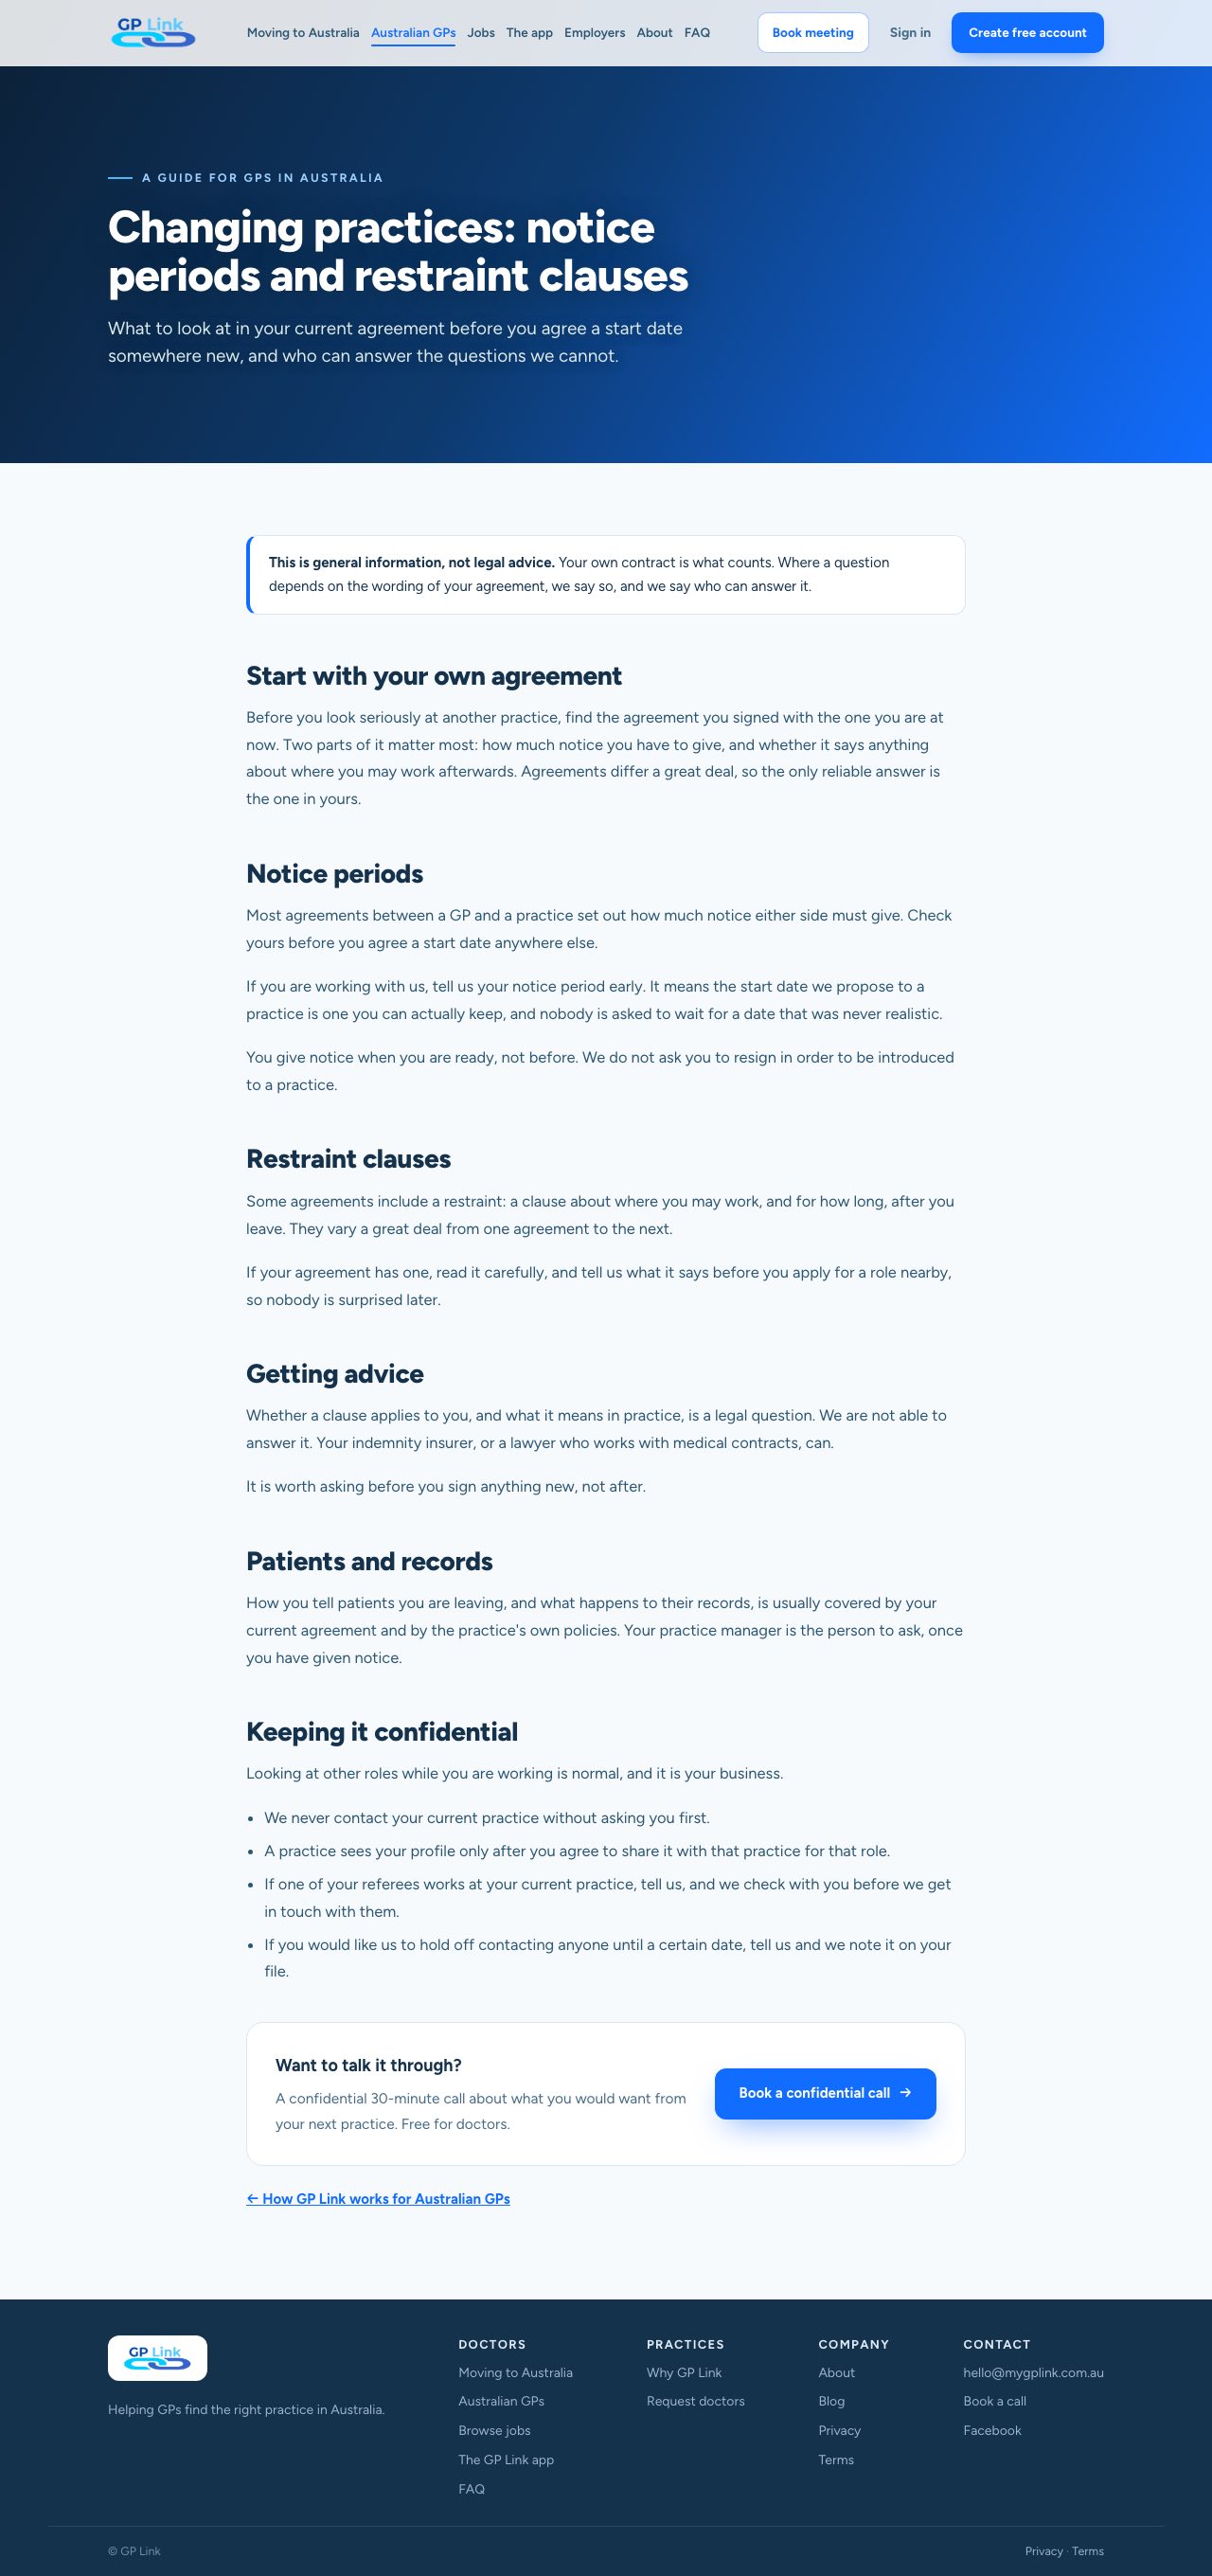 GP Link
Moving to Australia
Australian GPs
Jobs
The app
Employers
About
FAQ
Book meeting
Sign in
Create free account
A GUIDE FOR GPS IN AUSTRALIA
Changing practices: notice
periods and restraint clauses
What to look at in your current agreement before you agree a start date
somewhere new, and who can answer the questions we cannot.
This is general information, not legal advice. Your own contract is what counts. Where a question
depends on the wording of your agreement, we say so, and we say who can answer it.
Start with your own agreement
Before you look seriously at another practice, find the agreement you signed with the one you are at
now. Two parts of it matter most: how much notice you have to give, and whether it says anything
about where you may work afterwards. Agreements differ a great deal, so the only reliable answer is
the one in yours.
Notice periods
Most agreements between a GP and a practice set out how much notice either side must give. Check
yours before you agree a start date anywhere else.
If you are working with us, tell us your notice period early. It means the start date we propose to a
practice is one you can actually keep, and nobody is asked to wait for a date that was never realistic.
You give notice when you are ready, not before. We do not ask you to resign in order to be introduced
to a practice.
Restraint clauses
Some agreements include a restraint: a clause about where you may work, and for how long, after you
leave. They vary a great deal from one agreement to the next.
If your agreement has one, read it carefully, and tell us what it says before you apply for a role nearby,
so nobody is surprised later.
Getting advice
Whether a clause applies to you, and what it means in practice, is a legal question. We are not able to
answer it. Your indemnity insurer, or a lawyer who works with medical contracts, can.
It is worth asking before you sign anything new, not after.
Patients and records
How you tell patients you are leaving, and what happens to their records, is usually covered by your
current agreement and by the practice's own policies. Your practice manager is the person to ask, once
you have given notice.
Keeping it confidential
Looking at other roles while you are working is normal, and it is your business.
• We never contact your current practice without asking you first.
• A practice sees your profile only after you agree to share it with that practice for that role.
• If one of your referees works at your current practice, tell us, and we check with you before we get
in touch with them.
• If you would like us to hold off contacting anyone until a certain date, tell us and we note it on your
file.
Want to talk it through?
A confidential 30-minute call about what you would want from
your next practice. Free for doctors.
Book a confidential call →
← How GP Link works for Australian GPs
GP Link
Helping GPs find the right practice in Australia.
DOCTORS
Moving to Australia
Australian GPs
Browse jobs
The GP Link app
FAQ
PRACTICES
Why GP Link
Request doctors
COMPANY
About
Blog
Privacy
Terms
CONTACT
hello@mygplink.com.au
Book a call
Facebook
© GP Link
Privacy · Terms